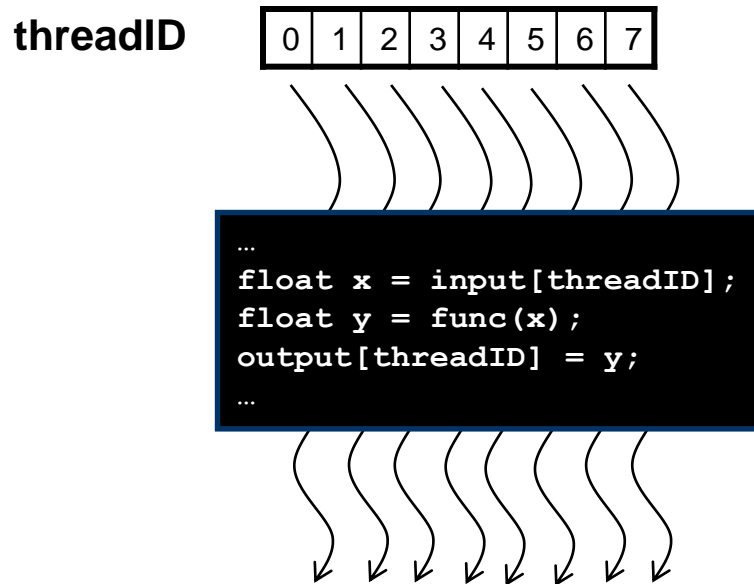 threadID 0 1 2 3 4 5 6 7
…
float x = input[threadID];
float y = func(x);
output[threadID] = y;
…